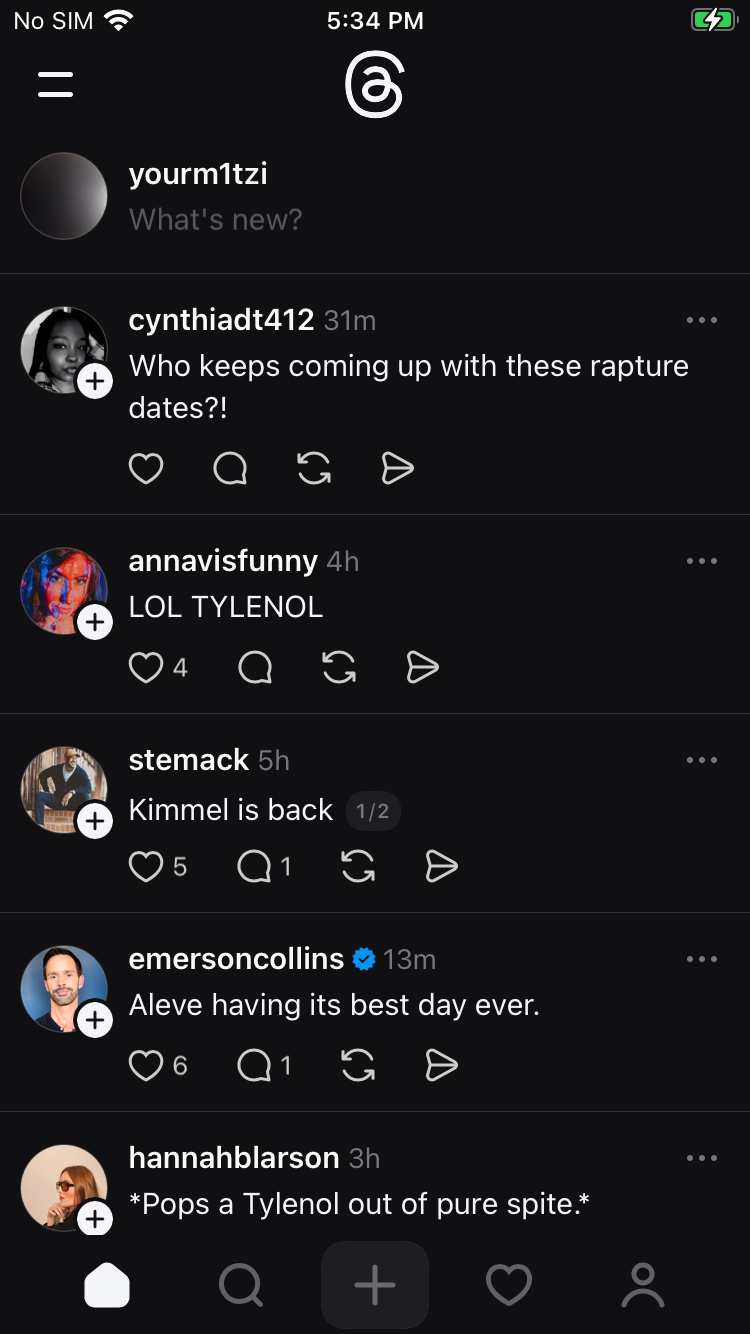 No SIM 5:34 PM
yourm1tzi
What's new?
cynthiadt412 31m
Who keeps coming up with these rapture
dates?!
annavisfunny 4h
LOL TYLENOL
4
stemack 5h
Kimmel is back 1/2
5 1
emersoncollins 13m
Aleve having its best day ever.
6 1
hannahblarson 3h
*Pops a Tylenol out of pure spite.*